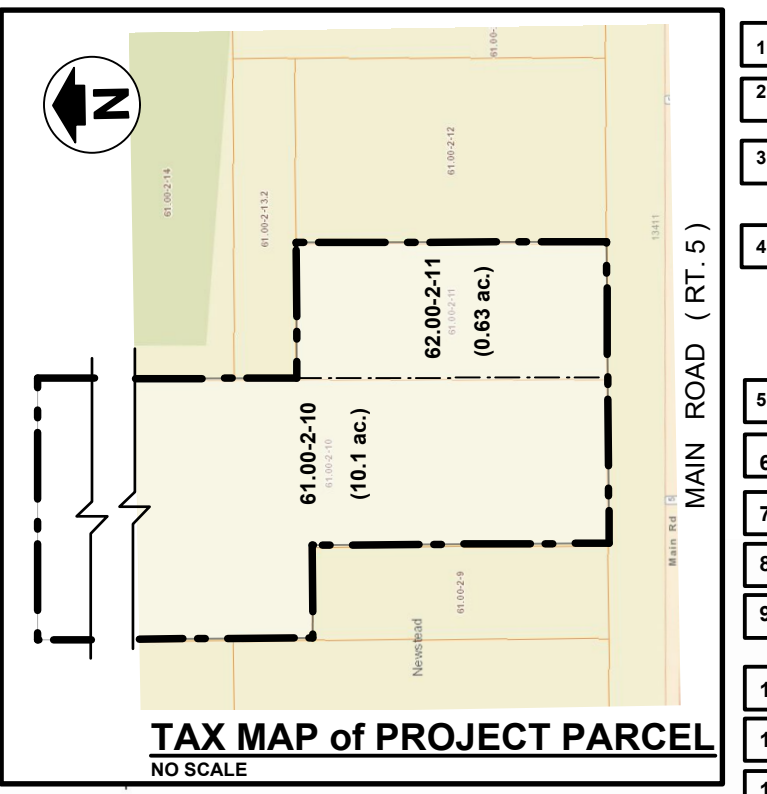 N
61.00-2-14
61.00-2-13.2
61.00-
61.00-2-12
13411
62.00-2-11
61.00-2-11
(0.63 ac.)
61.00-2-10
61.00-2-10
(10.1 ac.)
MAIN ROAD ( RT. 5 )
5
Main Rd
61.00-2-9
Newstead
TAX MAP of PROJECT PARCEL
NO SCALE
1
2
3
4
5
6
7
8
9
1
1
1